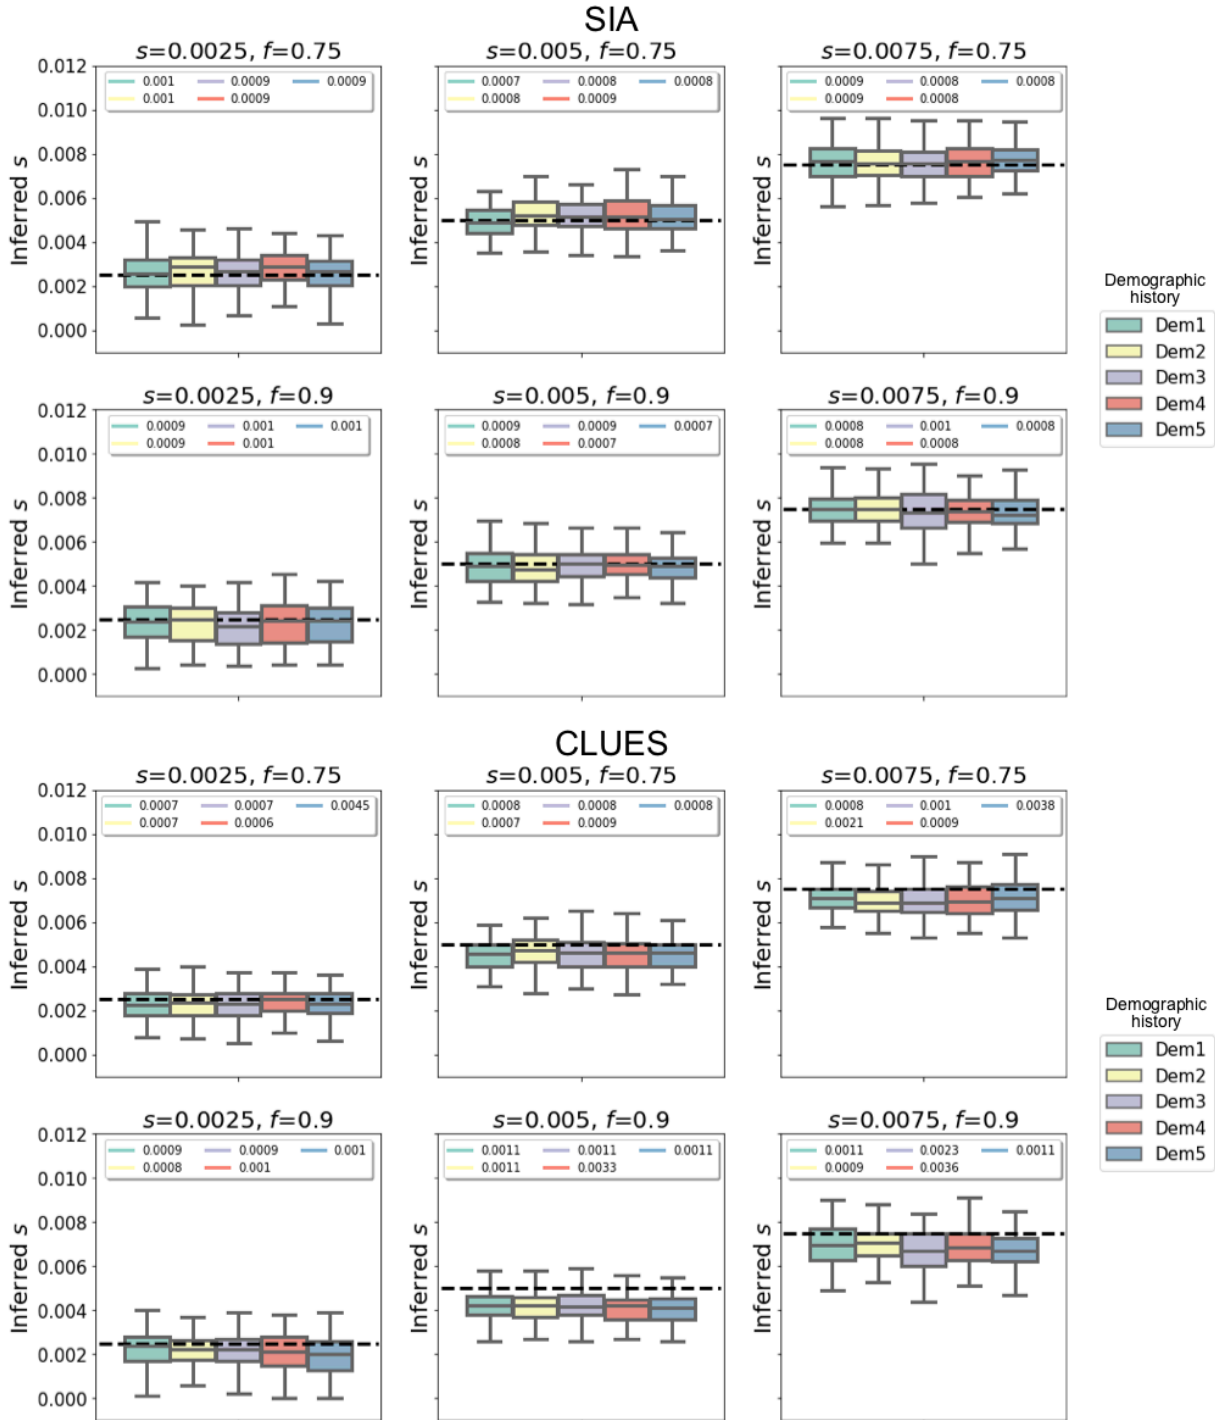 SIA
s=0.0025, f=0.75
s=0.005, f=0.75
s=0.0075, f=0.75
0.001 0.0009 0.0009
0.001 0.0009
0.0007 0.0008 0.0008
0.0008 0.0009
0.0009 0.0008 0.0008
0.0009 0.0008
0.012
0.010
0.008
0.006
0.004
0.002
0.000
Inferred s
Inferred s
Inferred s
s=0.0025, f=0.9
s=0.005, f=0.9
s=0.0075, f=0.9
0.0009 0.001 0.001
0.0009 0.001
0.0009 0.0009 0.0007
0.0008 0.0007
0.0008 0.001 0.0008
0.0008 0.0008
0.012
0.010
0.008
0.006
0.004
0.002
0.000
Inferred s
Inferred s
Inferred s
Demographic
history
Dem1
Dem2
Dem3
Dem4
Dem5
CLUES
s=0.0025, f=0.75
s=0.005, f=0.75
s=0.0075, f=0.75
0.0007 0.0007 0.0045
0.0007 0.0006
0.0008 0.0008 0.0008
0.0007 0.0009
0.0008 0.001 0.0038
0.0021 0.0009
0.012
0.010
0.008
0.006
0.004
0.002
0.000
Inferred s
Inferred s
Inferred s
s=0.0025, f=0.9
s=0.005, f=0.9
s=0.0075, f=0.9
0.0009 0.0009 0.001
0.0008 0.001
0.0011 0.0011 0.0011
0.0011 0.0033
0.0011 0.0023 0.0011
0.0009 0.0036
0.012
0.010
0.008
0.006
0.004
0.002
0.000
Inferred s
Inferred s
Inferred s
Demographic
history
Dem1
Dem2
Dem3
Dem4
Dem5